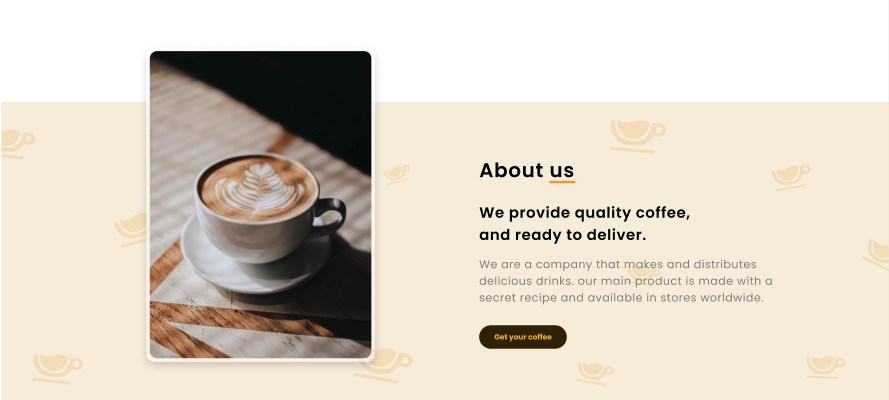 About us
We provide quality coffee,
and ready to deliver.
We are a company that makes and distributes
delicious drinks. our main product is made with a
secret recipe and available in stores worldwide.
Get your coffee